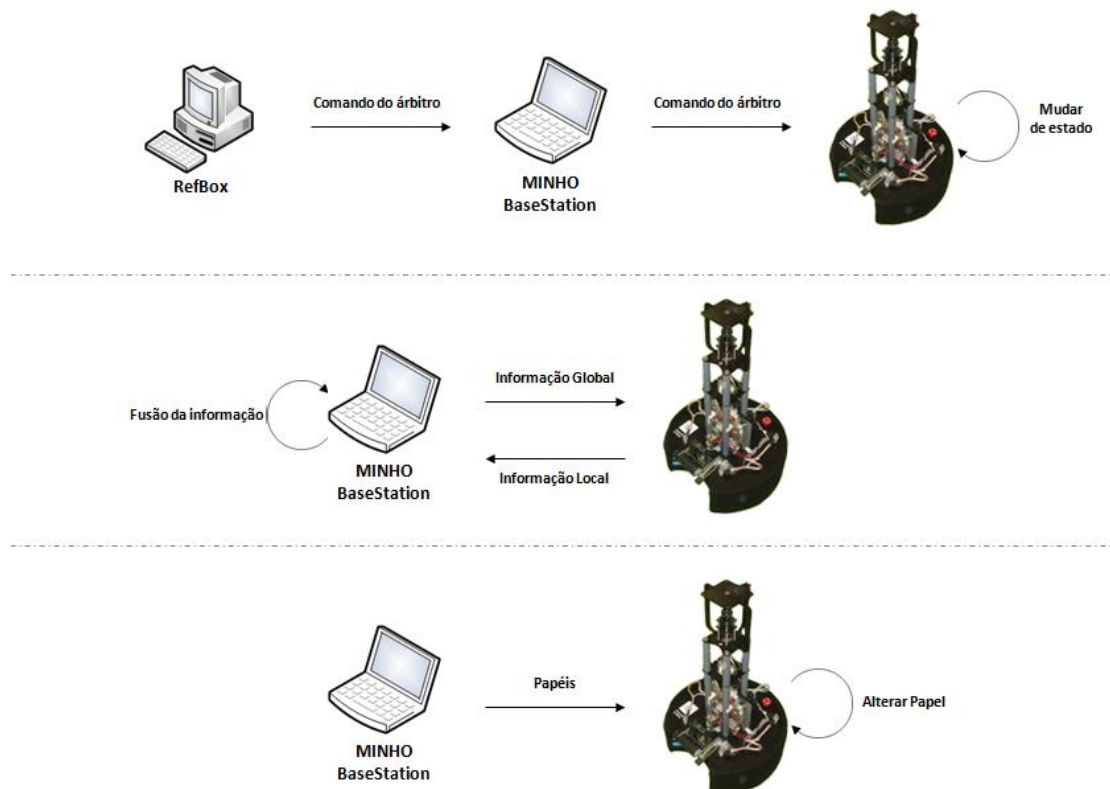 Comando do árbitro
Comando do árbitro
Mudar
de estado
RefBox
MINHO
BaseStation
Informação Global
Fusão da informação
Informação Local
MINHO
BaseStation
Papéis
Alterar Papel
MINHO
BaseStation